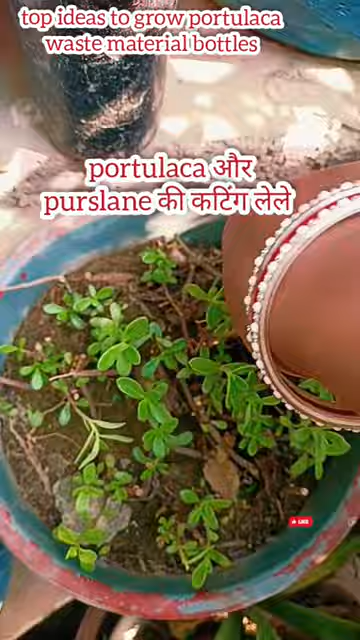 top ideas to grow portulaca
waste material bottles
portulaca और
purslane की कटिंग लेले
LIKE